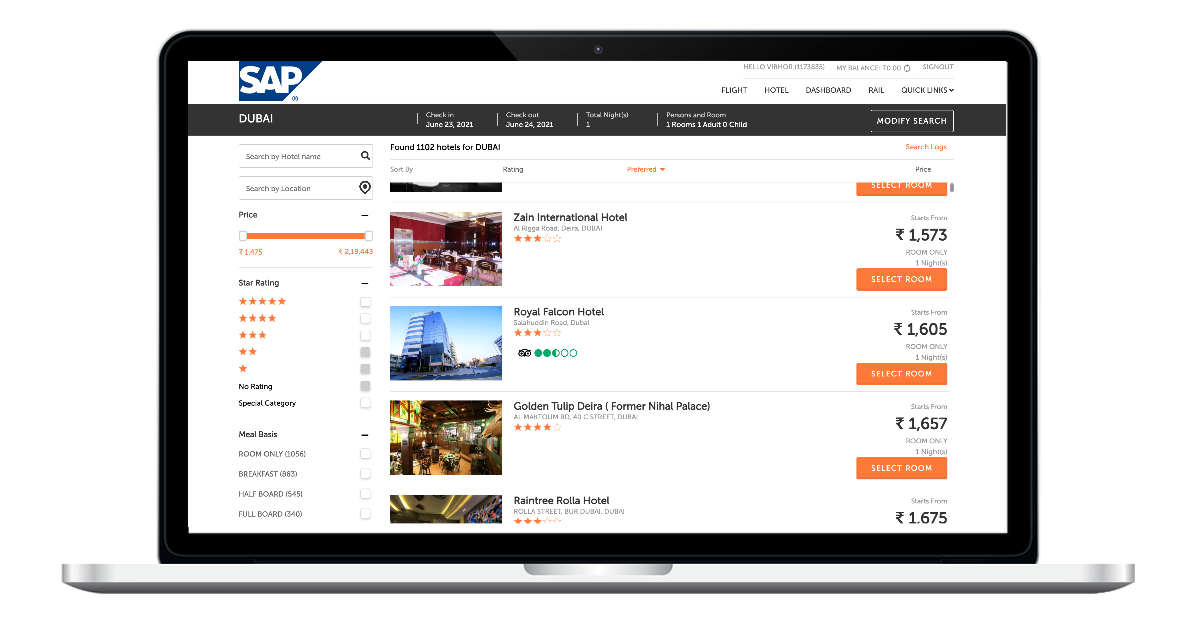 SAP
®
HELLO VIBHOR (1173835) MY BALANCE: ₹0.00 SIGNOUT
FLIGHT HOTEL DASHBOARD RAIL QUICK LINKS
DUBAI
Check in
June 23, 2021
Check out
June 24, 2021
Total Night(s)
1
Persons and Room
1 Rooms 1 Adult 0 Child
MODIFY SEARCH
Search by Hotel name
Search by Location
Price
₹ 1,475 ₹ 2,19,443
Star Rating
No Rating
Special Category
Meal Basis
ROOM ONLY (1056)
BREAKFAST (883)
HALF BOARD (545)
FULL BOARD (340)
Found 1102 hotels for DUBAI
Search Logs
Sort By Rating Preferred Price
SELECT ROOM
Zain International Hotel
Al Rigga Road, Deira, DUBAI
Starts From
₹ 1,573
ROOM ONLY
1 Night(s)
SELECT ROOM
Royal Falcon Hotel
Salahuddin Road, Dubai
Starts From
₹ 1,605
ROOM ONLY
1 Night(s)
SELECT ROOM
Golden Tulip Deira ( Former Nihal Palace)
AL MAKTOUM RD, 40 C STREET, DUBAI
Starts From
₹ 1,657
ROOM ONLY
1 Night(s)
SELECT ROOM
Raintree Rolla Hotel
ROLLA STREET, BUR DUBAI, DUBAI
Starts From
₹ 1,675